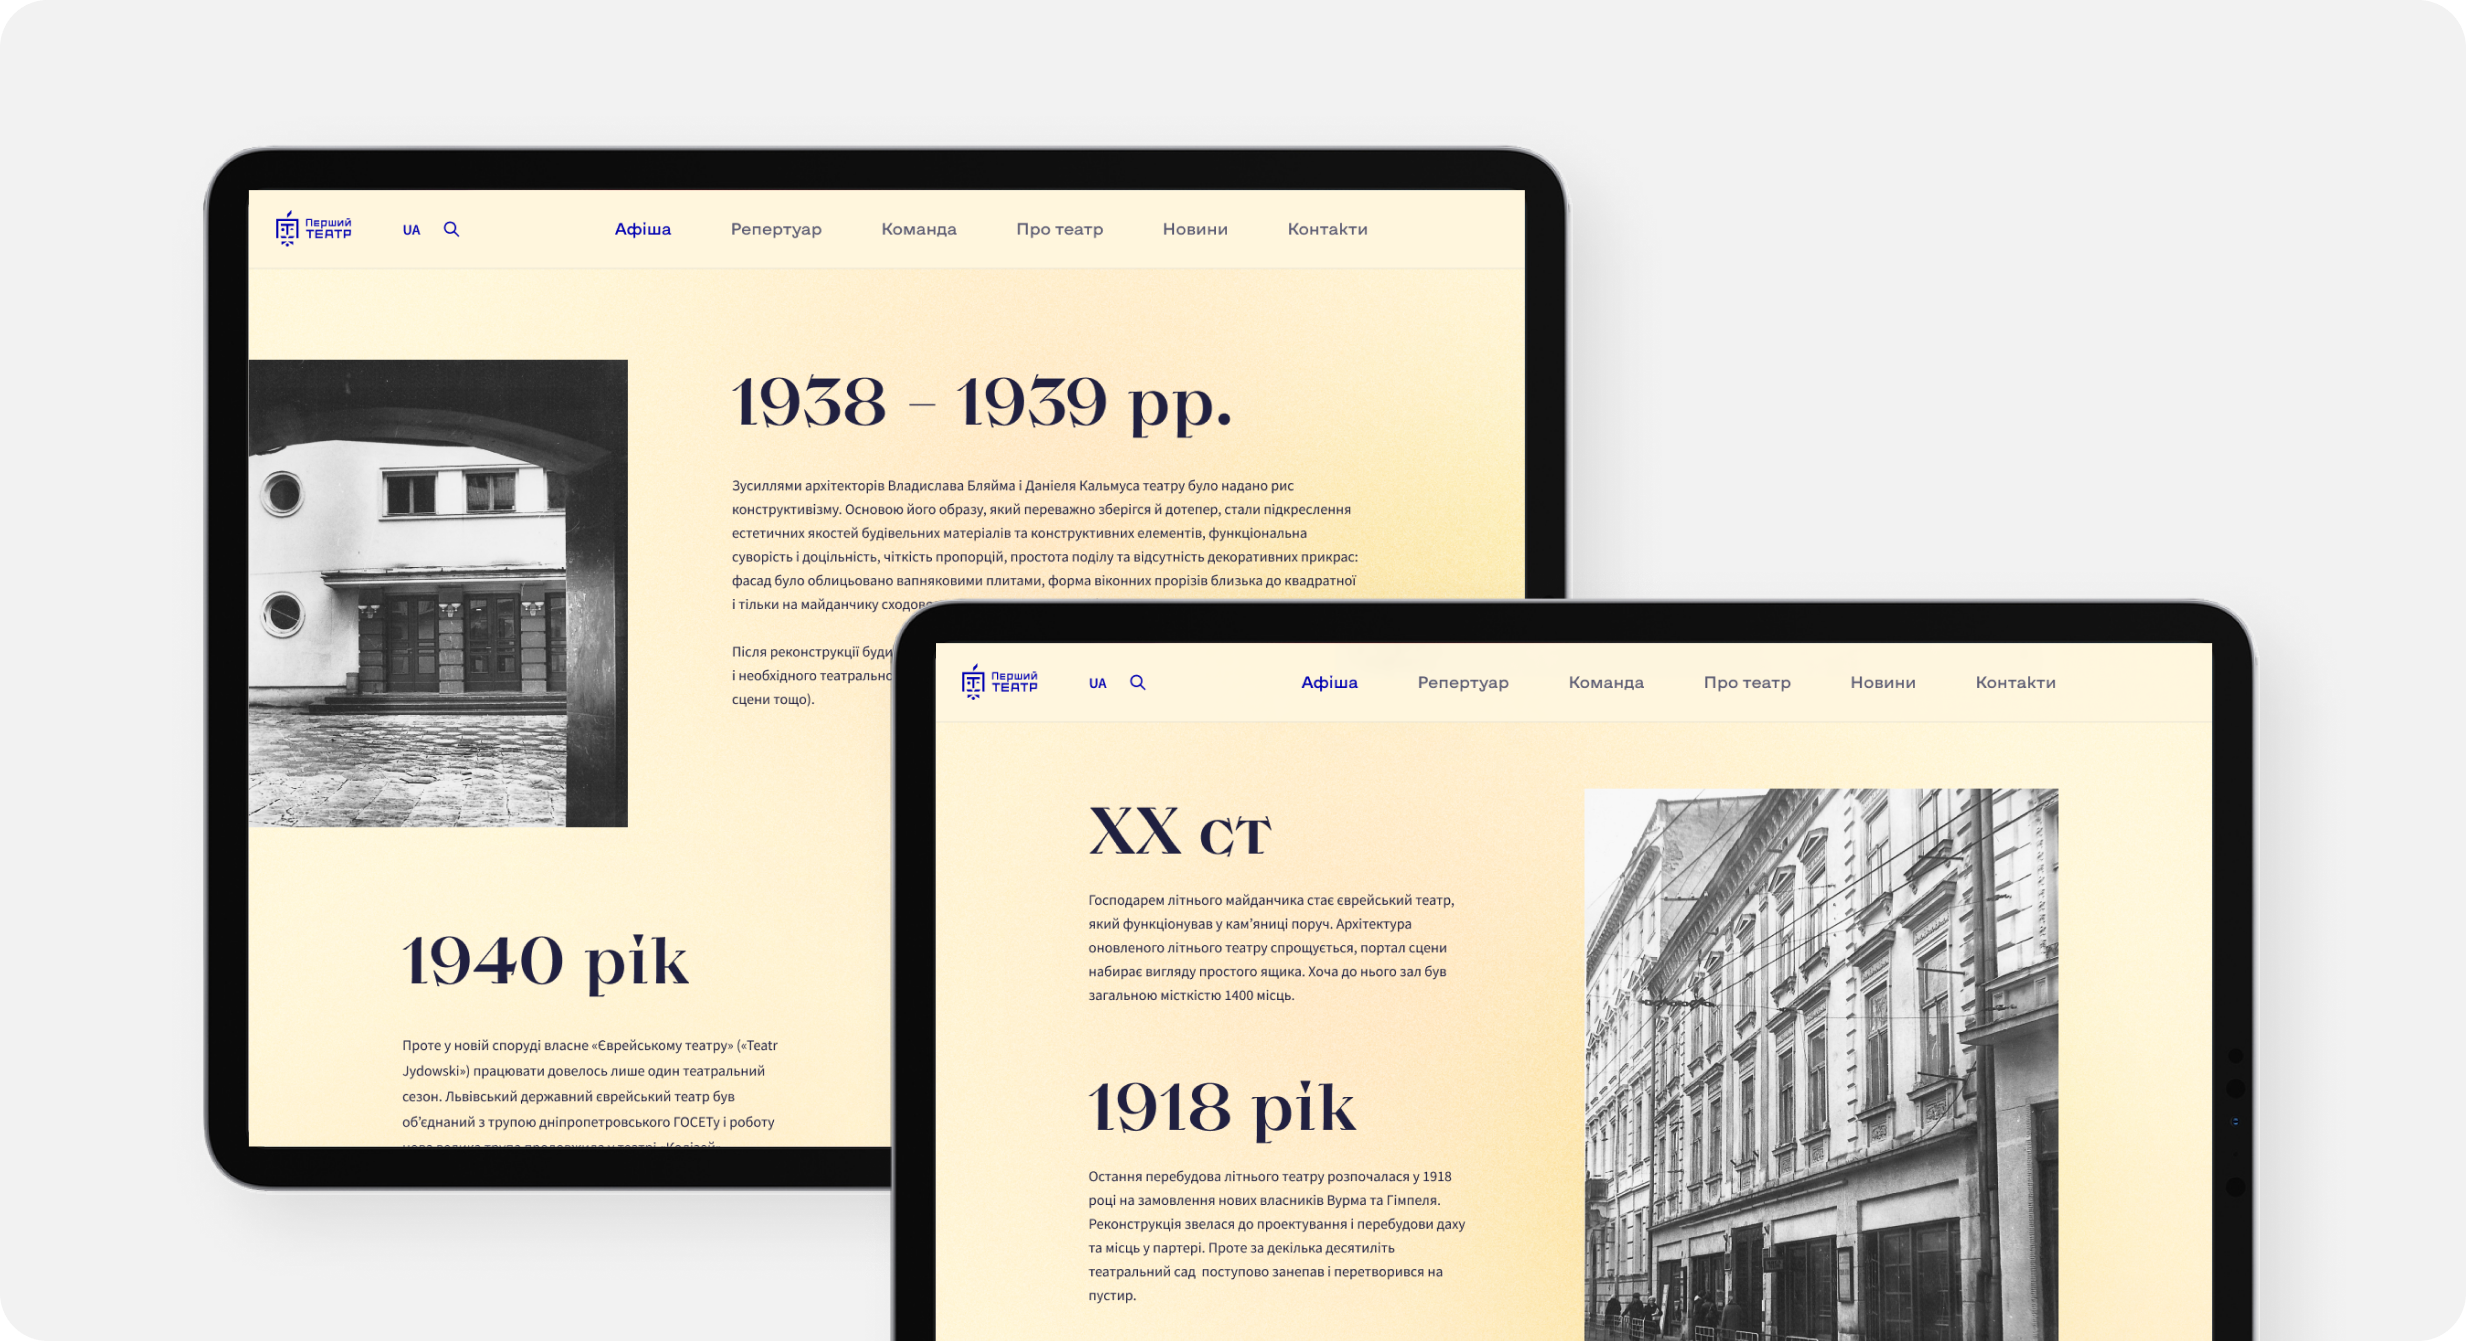 Перший
ТЕАТР
UA
Афіша
Репертуар
Команда
Про театр
Новини
Контакти
1938 – 1939 рр.
Зусиллями архітекторів Владислава Бляйма і Даніеля Кальмуса театру було надано рис
конструктивізму. Основою його образу, який переважно зберігся й дотепер, стали підкреслення
естетичних якостей будівельних матеріалів та конструктивних елементів, функціональна
суворість і доцільність, чіткість пропорцій, простота поділу та відсутність декоративних прикрас:
фасад було облицьовано вапняковими плитами, форма віконних прорізів близька до квадратної
і тільки на майданчику
Після реконструкції
і необхідного
сцени тощо).
1940 рік
Проте у новій споруді власне «Єврейському театру» («Teatr
Jydowski») працювати довелось лише один театральний
сезон. Львівський державний єврейський театр був
об'єднаний з трупою дніпропетровського ГОСЕТу і роботу
Перший
ТЕАТР
UA
Афіша
Репертуар
Команда
Про театр
Новини
Контакти
XX ст
Господарем літнього майданчика стає єврейський театр,
який функціонував у кам’яниці поруч. Архітектура
оновленого літнього театру спрощується, портал сцени
набирає вигляду простого ящика. Хоча до нього зал був
загальною місткістю 1400 місць.
1918 рік
Остання перебудова літнього театру розпочалася у 1918
році на замовлення нових власників Вурма та Гімпеля.
Реконструкція звелася до проектування і перебудови даху
та місць у партері. Проте за декілька десятиліть
театральний сад поступово занепав і перетворився на
пустир.